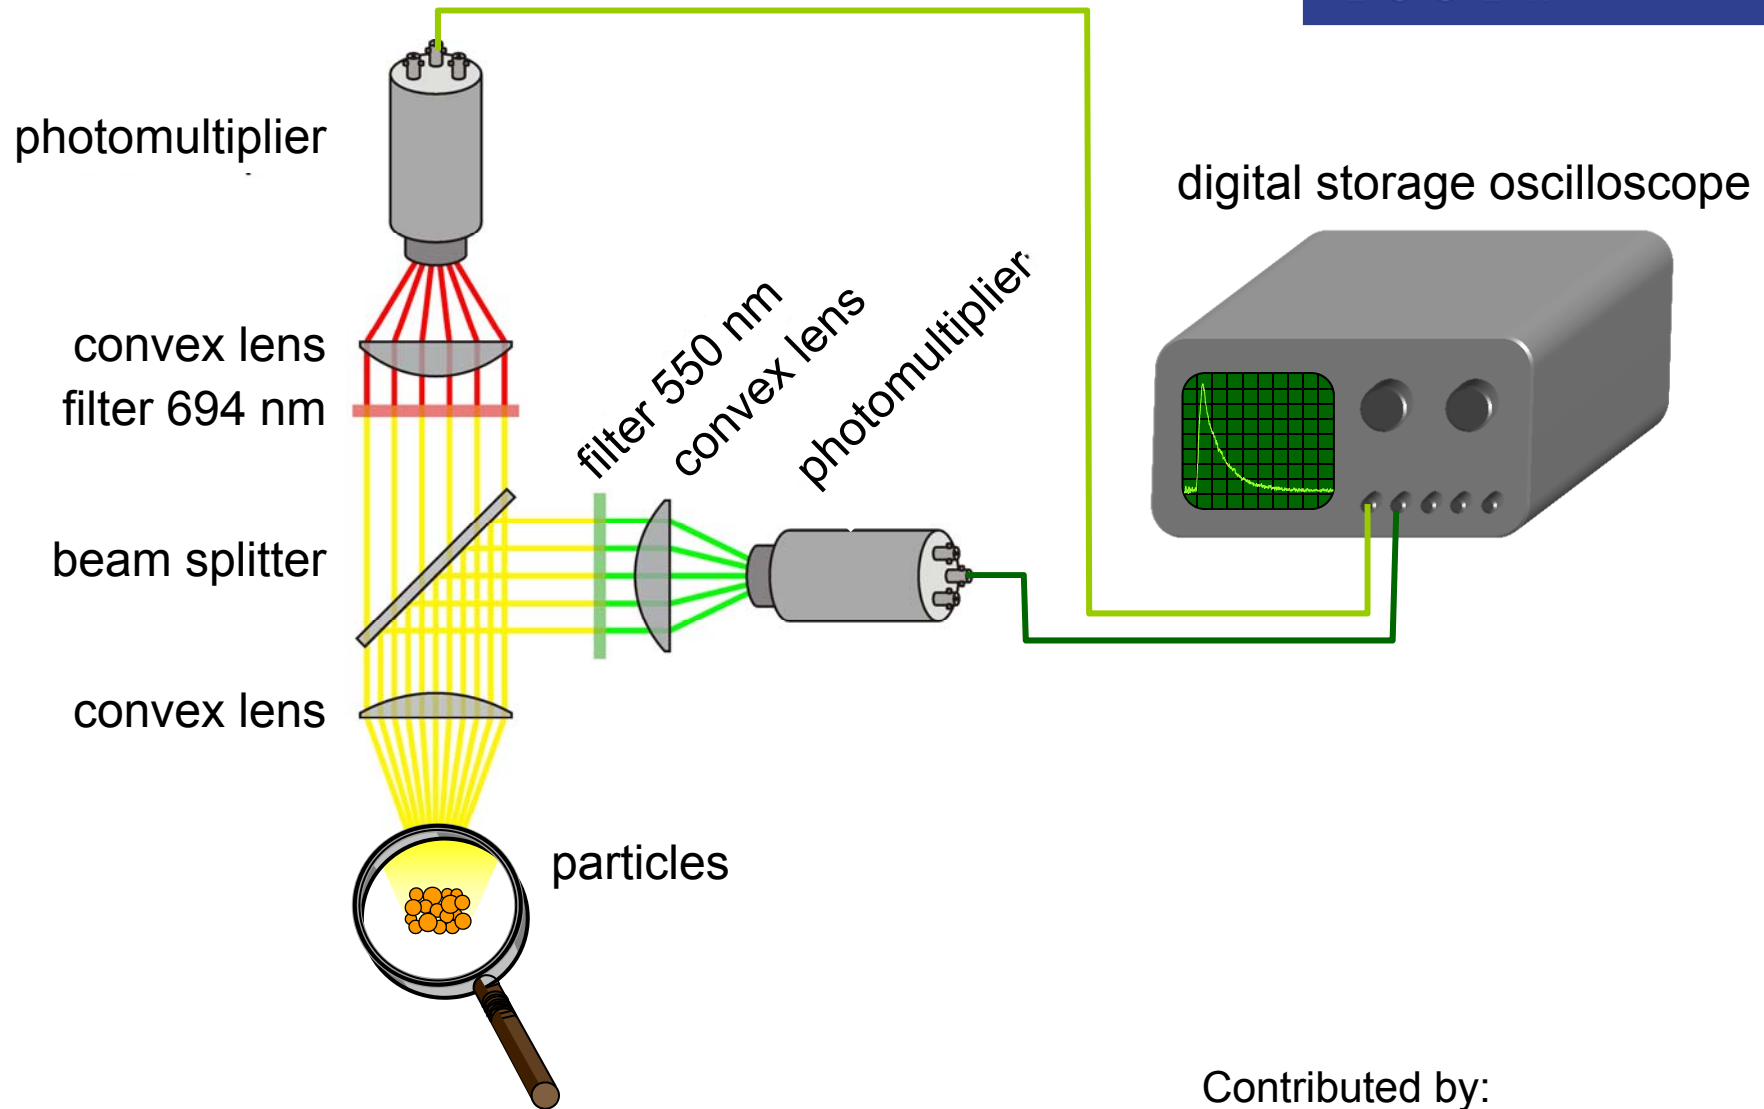 photomultiplier
digital storage oscilloscope
convex lens
filter 694 nm
filter 550 nm
convex lens
photomultiplier
beam splitter
convex lens
particles
Contributed by: